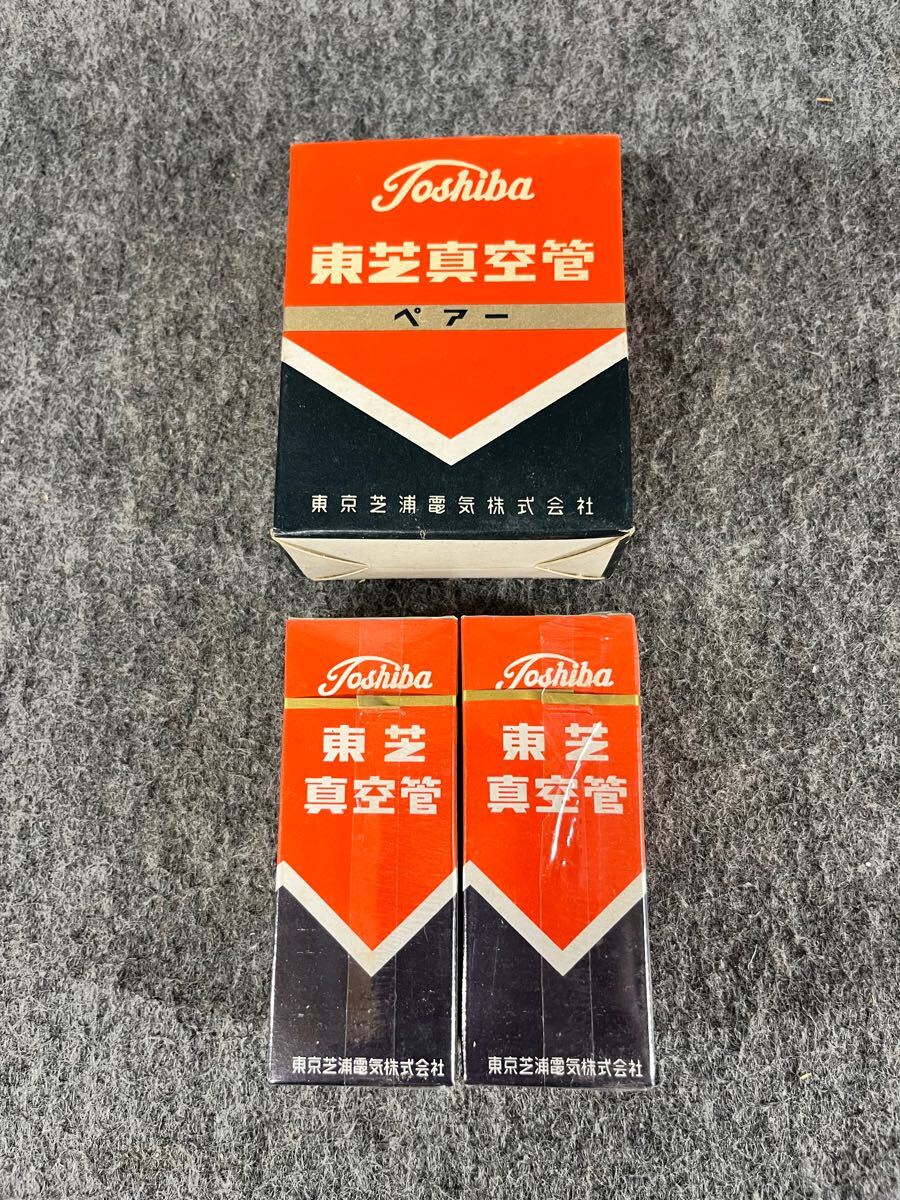 Toshiba
東芝真空管
ペアー
東京芝浦電気株式会社
Toshiba
東芝
真空管
東京芝浦電気株式会社
Toshiba
東芝
真空管
東京芝浦電気株式会社